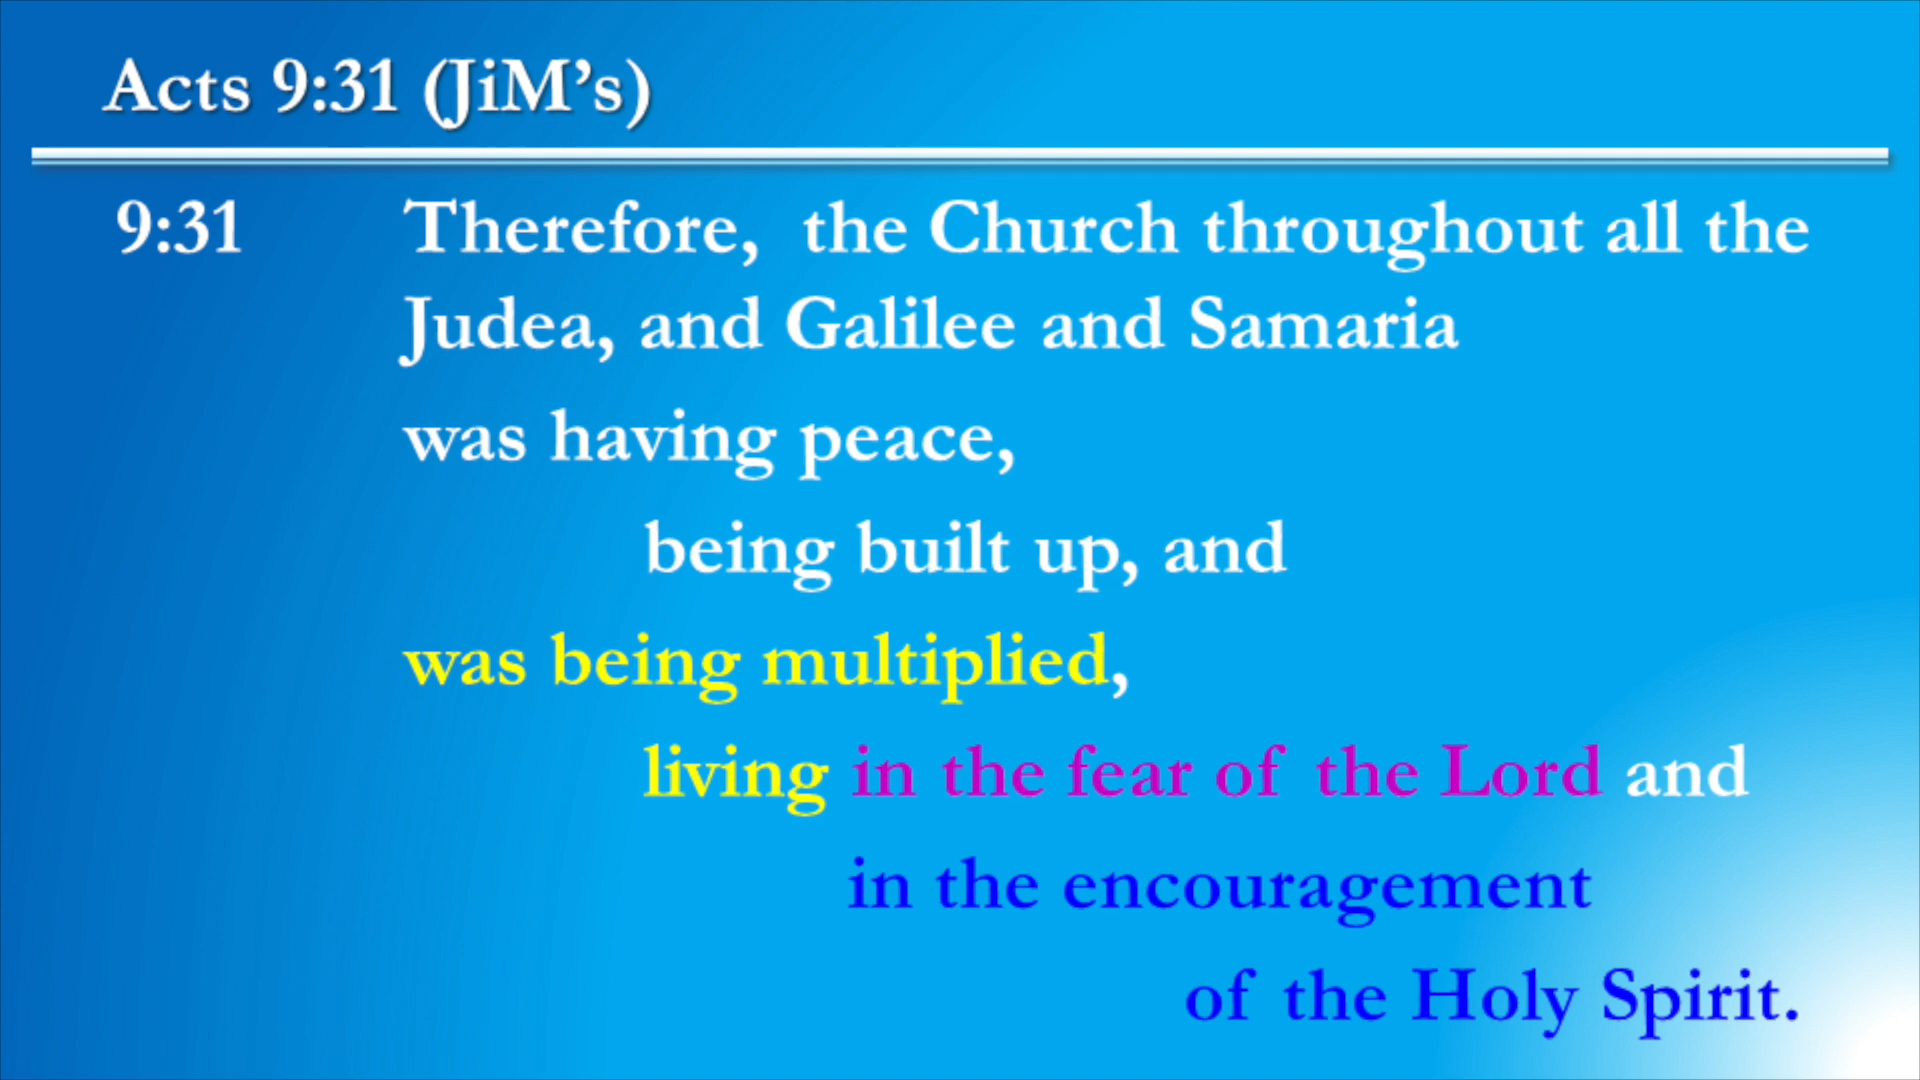 Acts 9:31 (JiM’s)
9:31 Therefore, the Church throughout all the
Judea, and Galilee and Samaria
was having peace,
being built up, and
was being multiplied,
living in the fear of the Lord and
in the encouragement
of the Holy Spirit.